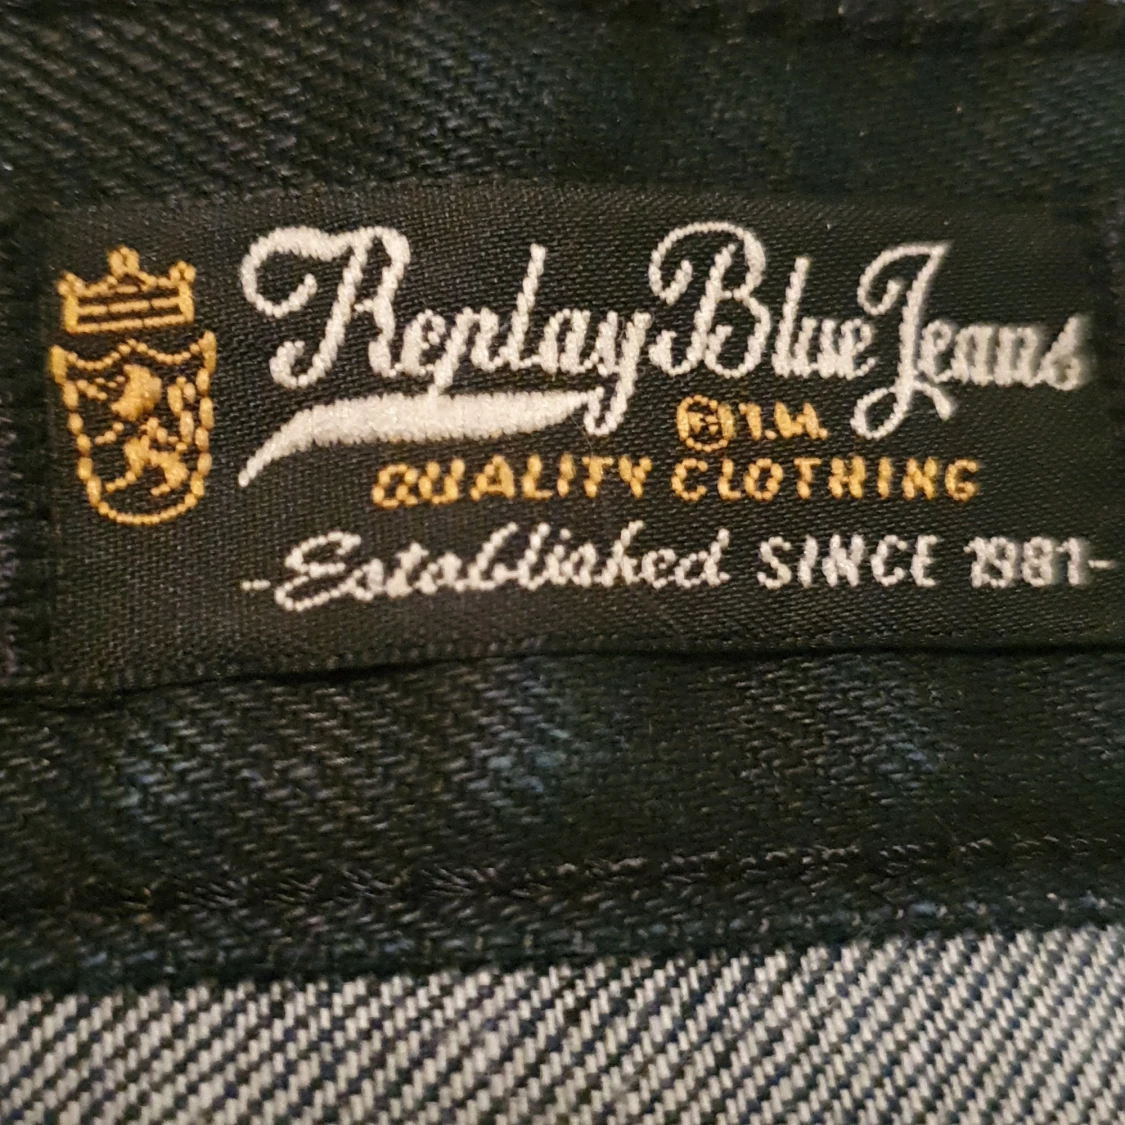 Replay Blue Jeans
® T.M.
QUALITY CLOTHING
-Established SINCE 1981-